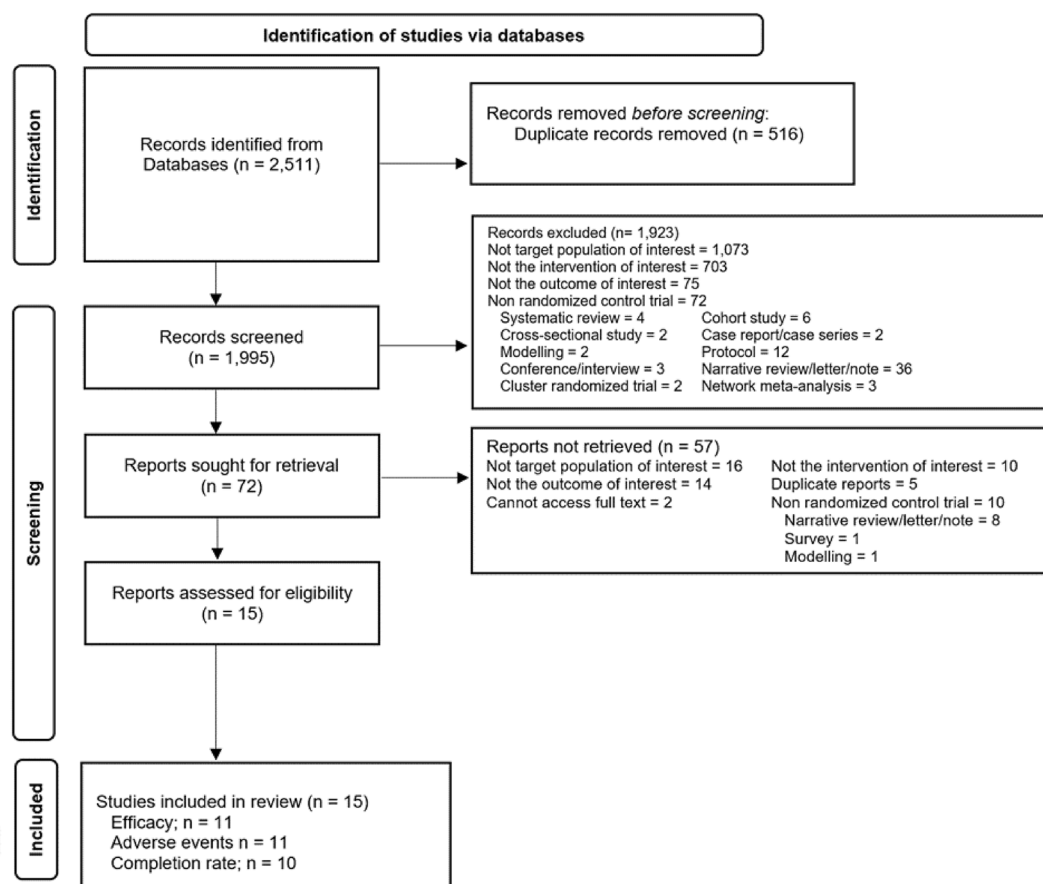 Identification of studies via databases
Identification
Records identified from
Databases (n = 2,511)
Records removed before screening:
Duplicate records removed (n = 516)
Screening
Records screened
(n = 1,995)
Records excluded (n= 1,923)
Not target population of interest = 1,073
Not the intervention of interest = 703
Not the outcome of interest = 75
Non randomized control trial = 72
Systematic review = 4
Cross-sectional study = 2
Modelling = 2
Conference/interview = 3
Cluster randomized trial = 2
Cohort study = 6
Case report/case series = 2
Protocol = 12
Narrative review/letter/note = 36
Network meta-analysis = 3
Reports sought for retrieval
(n = 72)
Reports not retrieved (n = 57)
Not target population of interest = 16
Not the outcome of interest = 14
Cannot access full text = 2
Not the intervention of interest = 10
Duplicate reports = 5
Non randomized control trial = 10
Narrative review/letter/note = 8
Survey = 1
Modelling = 1
Reports assessed for eligibility
(n = 15)
Included
Studies included in review (n = 15)
Efficacy; n = 11
Adverse events n = 11
Completion rate; n = 10